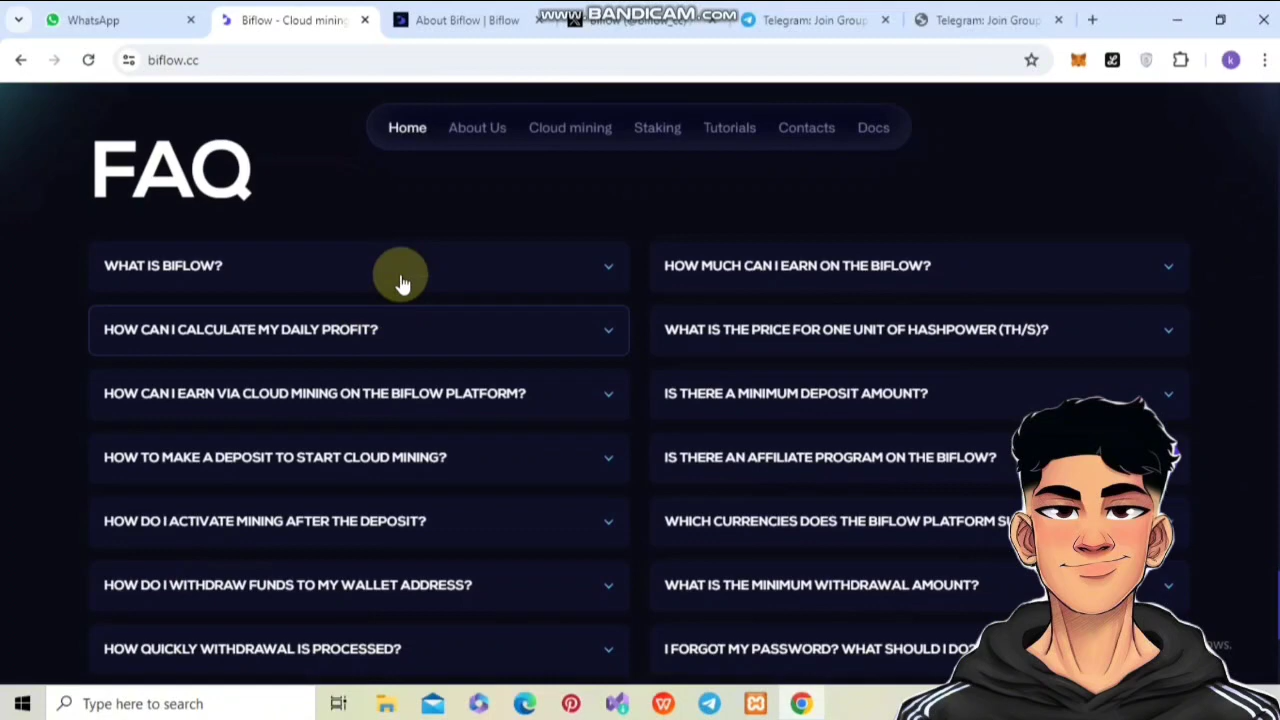 WhatsApp
Biflow - Cloud mining
About Biflow | Biflow
www.BANDICAM.com
Telegram: Join Group
Telegram: Join Group
biflow.cc
k
Home
About Us
Cloud mining
Staking
Tutorials
Contacts
Docs
FAQ
WHAT IS BIFLOW?
HOW MUCH CAN I EARN ON THE BIFLOW?
HOW CAN I CALCULATE MY DAILY PROFIT?
WHAT IS THE PRICE FOR ONE UNIT OF HASHPOWER (TH/S)?
HOW CAN I EARN VIA CLOUD MINING ON THE BIFLOW PLATFORM?
IS THERE A MINIMUM DEPOSIT AMOUNT?
HOW TO MAKE A DEPOSIT TO START CLOUD MINING?
IS THERE AN AFFILIATE PROGRAM ON THE BIFLOW?
HOW DO I ACTIVATE MINING AFTER THE DEPOSIT?
WHICH CURRENCIES DOES THE BIFLOW PLATFORM
HOW DO I WITHDRAW FUNDS TO MY WALLET ADDRESS?
WHAT IS THE MINIMUM WITHDRAWAL AMOUNT?
HOW QUICKLY WITHDRAWAL IS PROCESSED?
I FORGOT MY PASSWORD? WHAT SHOULD I DO?
Type here to search